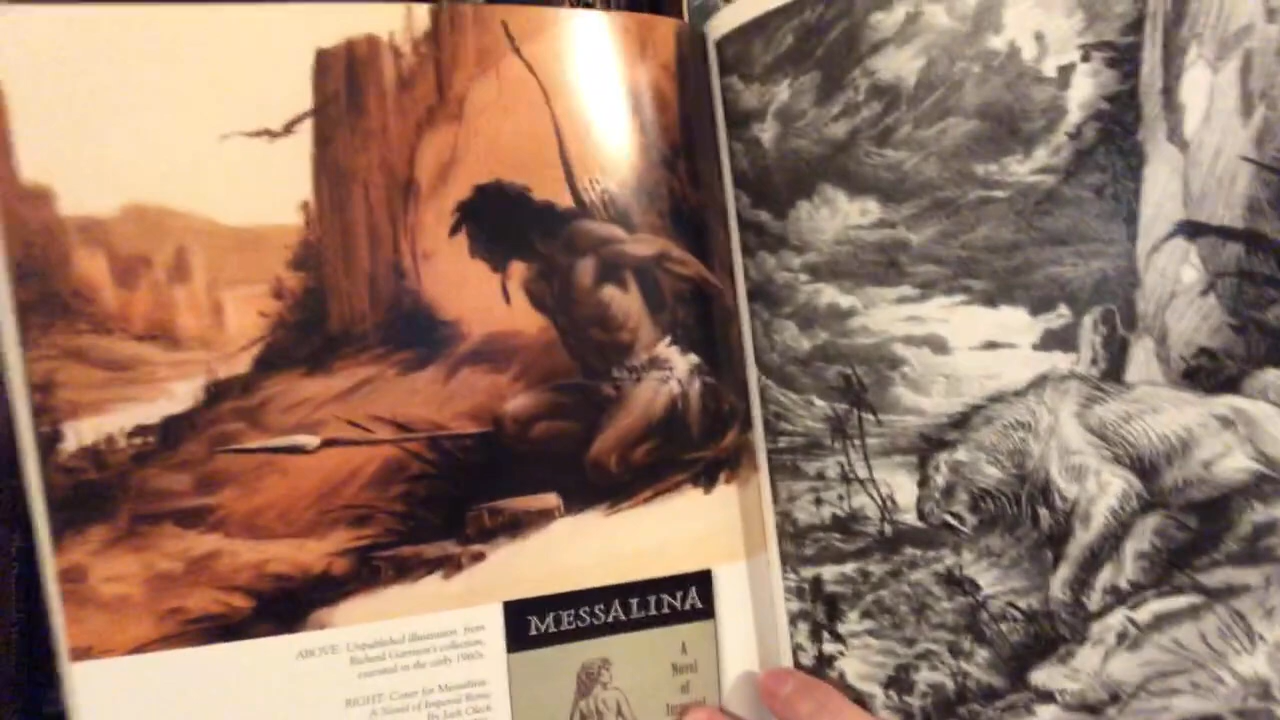 ABOVE: Unpublished illustration from
Richard Garrison's collection,
executed in the early 1960s.
RIGHT: Cover for Messalina:
A Novel of Imperial Rome
by Jack Oleck
MESSALINA
A
Novel
of
Imperial